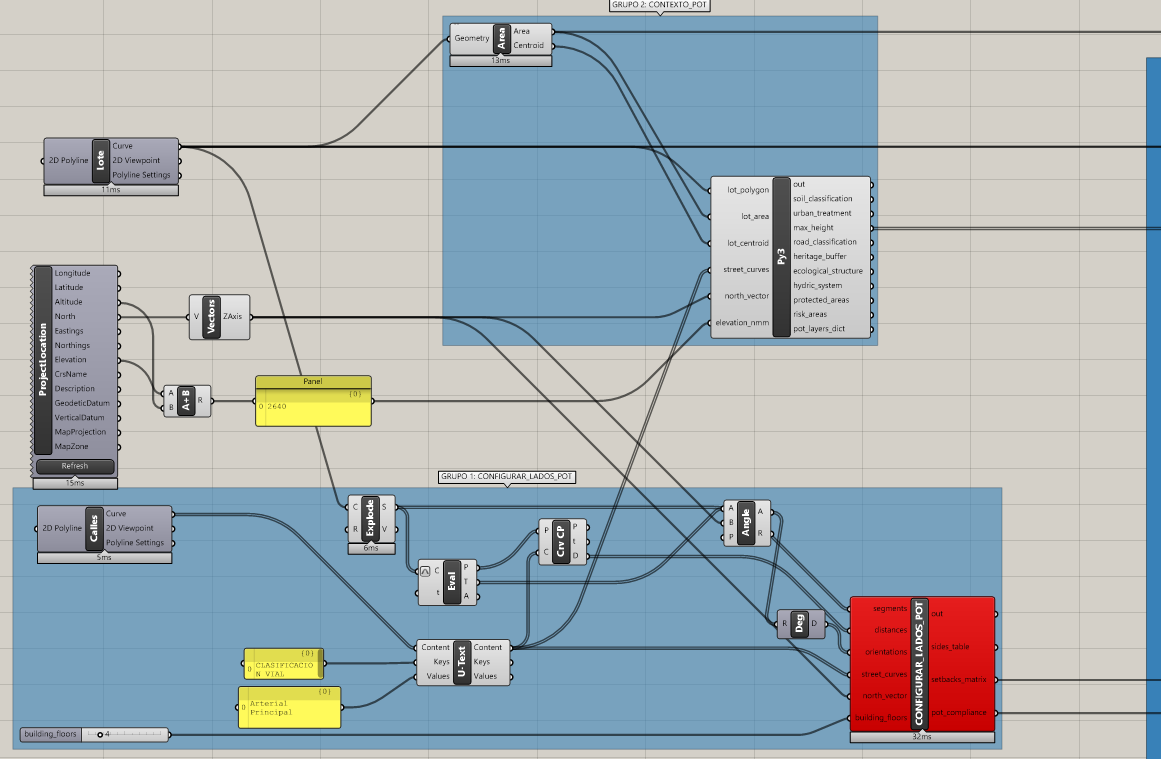 GRUPO 2: CONTEXTO_POT
Geometry
Area
Area
Centroid
13ms
2D Polyline
Lote
Curve
2D Viewpoint
Polyline Settings
11ms
lot_polygon
lot_area
lot_centroid
street_curves
north_vector
elevation_nmm
Py3
out
soil_classification
urban_treatment
max_height
road_classification
heritage_buffer
ecological_structure
hydric_system
protected_areas
risk_areas
pot_layers_dict
ProjectLocation
Longitude
Latitude
Altitude
North
Eastings
Northings
Elevation
CrsName
Description
GeodeticDatum
VerticalDatum
MapProjection
MapZone
Refresh
15ms
V
Vectors
ZAxis
A
B
A+B
R
Panel
{0}
0 2640
GRUPO 1: CONFIGURAR_LADOS_POT
2D Polyline
Calles
Curve
2D Viewpoint
Polyline Settings
5ms
C
R
Explode
S
V
6ms
C
t
Eval
P
T
A
P
C
Crv CP
P
t
D
A
B
P
Angle
A
R
R
Deg
D
{0}
0 CLASIFICACIO
N VIAL
{0}
0 Arterial
Principal
Content
Keys
Values
U-Text
Content
Keys
Values
building_floors
4
segments
distances
orientations
street_curves
north_vector
building_floors
CONFIGURAR_LADOS_POT
out
sides_table
setbacks_matrix
pot_compliance
32ms